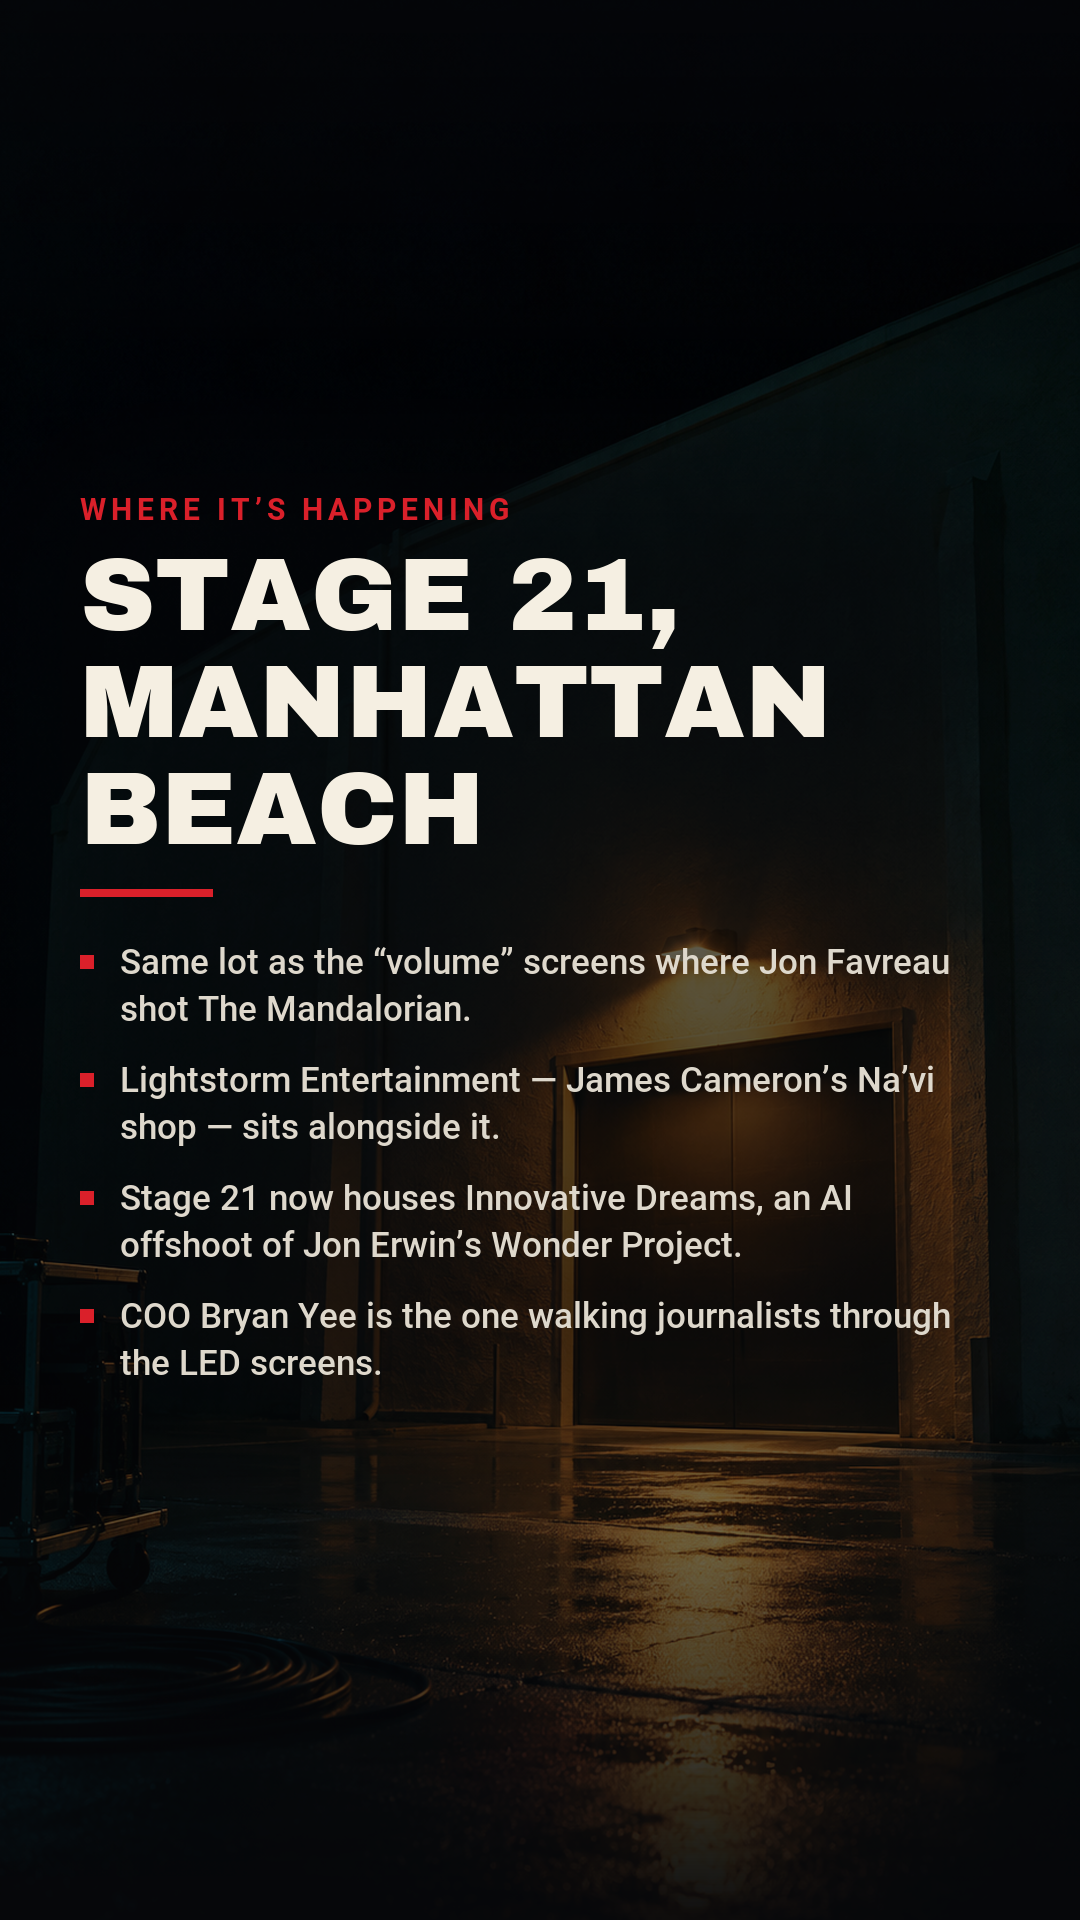 WHERE IT’S HAPPENING
STAGE 21,
MANHATTAN
BEACH
Same lot as the “volume” screens where Jon Favreau
shot The Mandalorian.
Lightstorm Entertainment — James Cameron’s Na’vi
shop — sits alongside it.
Stage 21 now houses Innovative Dreams, an AI
offshoot of Jon Erwin’s Wonder Project.
COO Bryan Yee is the one walking journalists through
the LED screens.